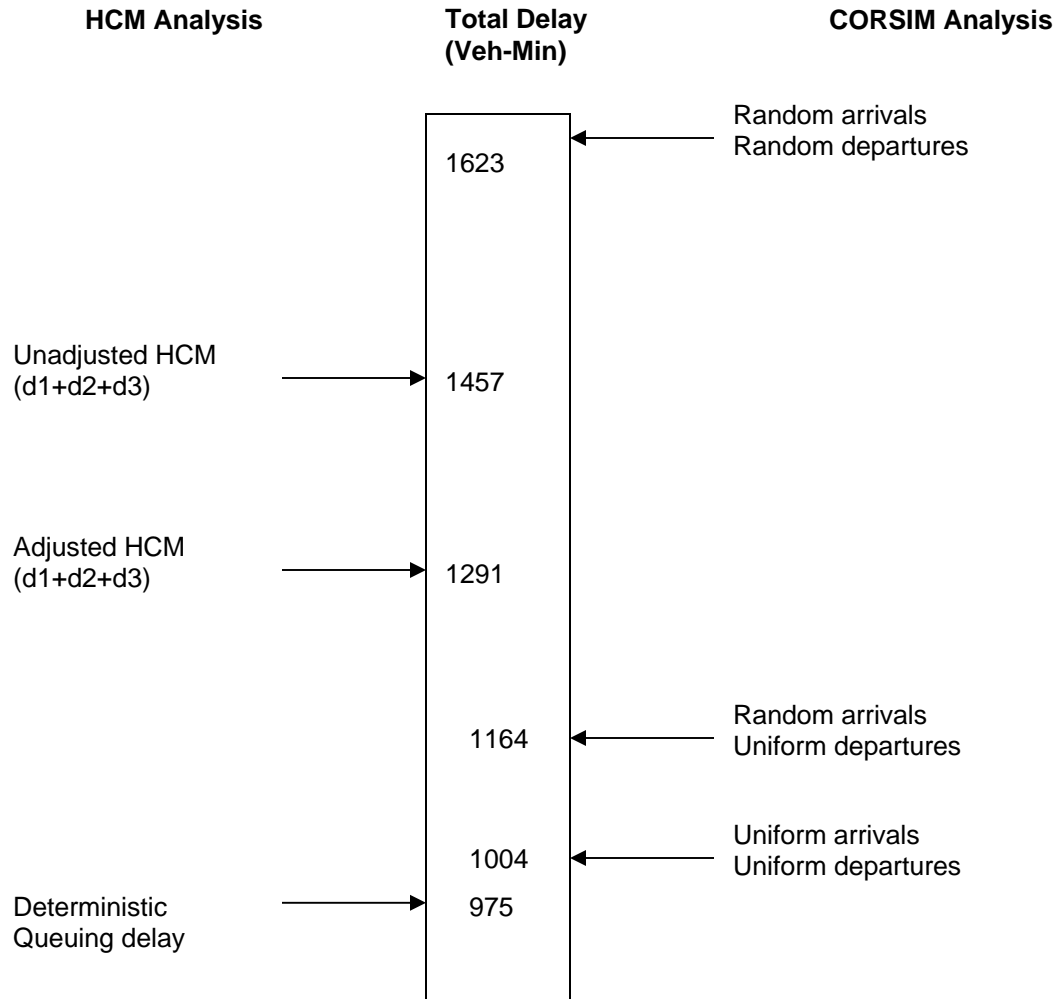 HCM Analysis
Total Delay
(Veh-Min)
CORSIM Analysis
Random arrivals
Random departures
1623
Unadjusted HCM
(d1+d2+d3)
1457
Adjusted HCM
(d1+d2+d3)
1291
Random arrivals
Uniform departures
1164
Uniform arrivals
Uniform departures
1004
Deterministic
Queuing delay
975